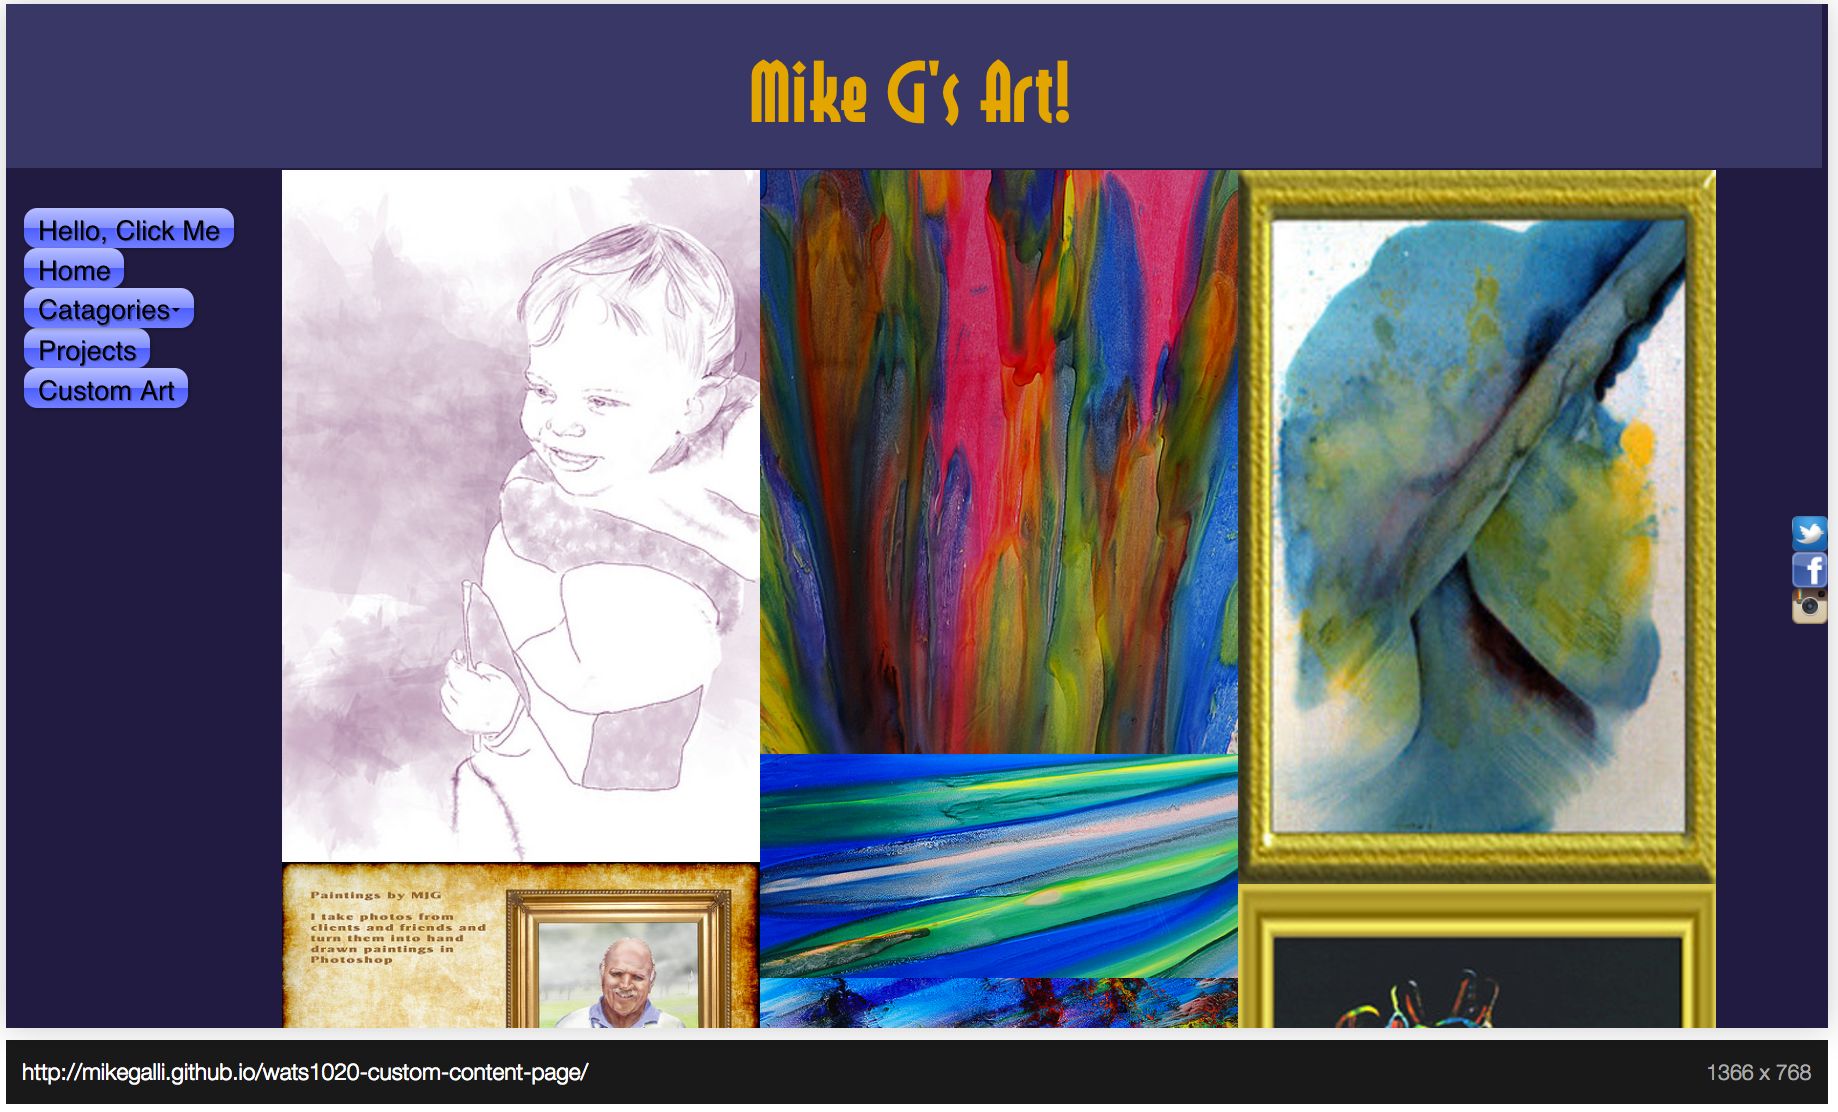 Mike G's Art!
Hello, Click Me
Home
Catagories
Projects
Custom Art
Paintings by MJG
I take photos from
clients and friends and
turn them into hand
drawn paintings in
Photoshop
http://mikegalli.github.io/wats1020-custom-content-page/
1366 x 768